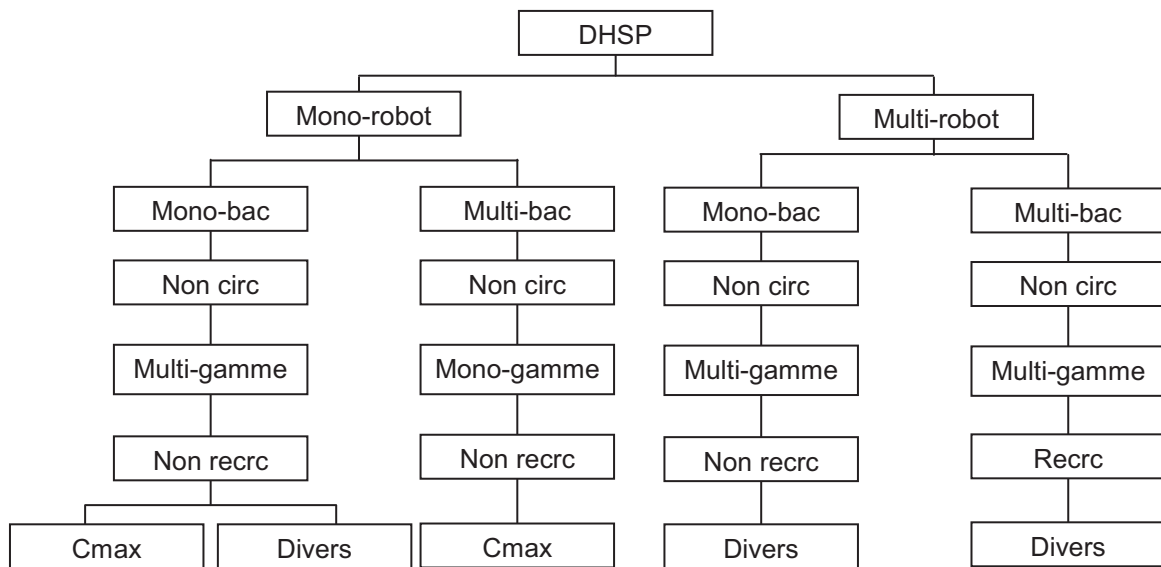 DHSP
Mono-robot
Multi-robot
Mono-bac
Multi-bac
Mono-bac
Multi-bac
Non circ
Non circ
Non circ
Non circ
Multi-gamme
Mono-gamme
Multi-gamme
Multi-gamme
Non recrc
Non recrc
Non recrc
Recrc
Cmax
Divers
Cmax
Divers
Divers